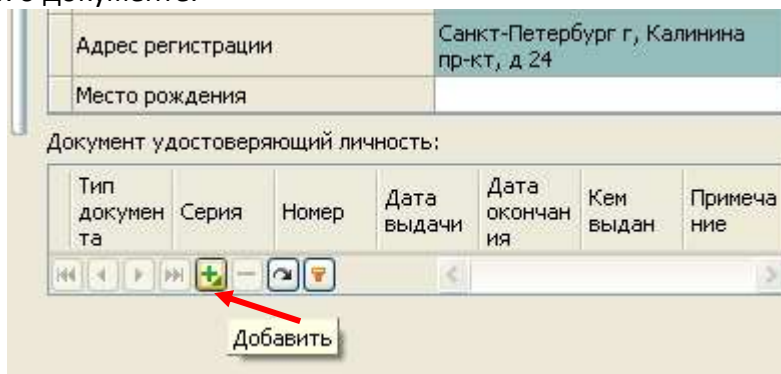 о документе.
Адрес регистрации
Санкт-Петербург г, Калинина
пр-кт, д 24
Место рождения
Документ удостоверяющий личность:
Тип
докумен
та
Серия
Номер
Дата
выдачи
Дата
окончан
ия
Кем
выдан
Примеча
ние
Добавить